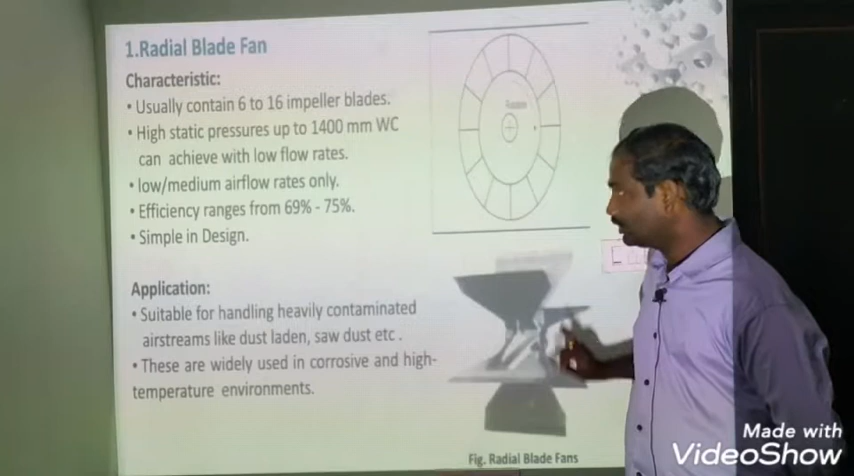 1.Radial Blade Fan
Characteristic:
• Usually contain 6 to 16 impeller blades.
• High static pressures up to 1400 mm WC
can achieve with low flow rates.
• low/medium airflow rates only.
• Efficiency ranges from 69% - 75%.
• Simple in Design.
Application:
• Suitable for handling heavily contaminated
airstreams like dust laden, saw dust etc .
• These are widely used in corrosive and high-
temperature environments.
Fig. Radial Blade Fans
Made with
VideoShow